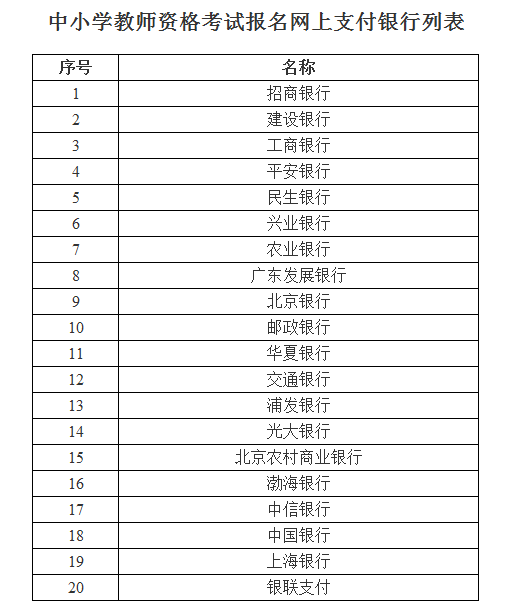 中小学教师资格考试报名网上支付银行列表
序号 名称
1 招商银行
2 建设银行
3 工商银行
4 平安银行
5 民生银行
6 兴业银行
7 农业银行
8 广东发展银行
9 北京银行
10 邮政银行
11 华夏银行
12 交通银行
13 浦发银行
14 光大银行
15 北京农村商业银行
16 渤海银行
17 中信银行
18 中国银行
19 上海银行
20 银联支付